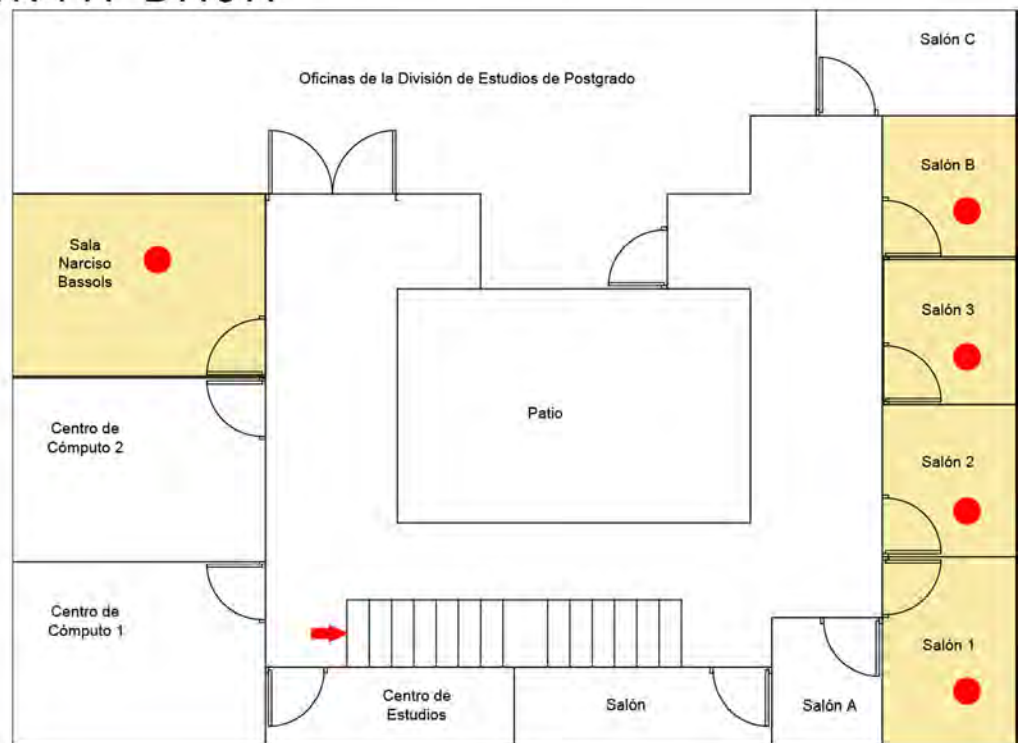 Salón C
Oficinas de la División de Estudios de Postgrado
Salón B
Sala
Narciso
Bassols
Salón 3
Patio
Centro de
Cómputo 2
Salón 2
Centro de
Cómputo 1
Salón 1
Centro de
Estudios
Salón
Salón A